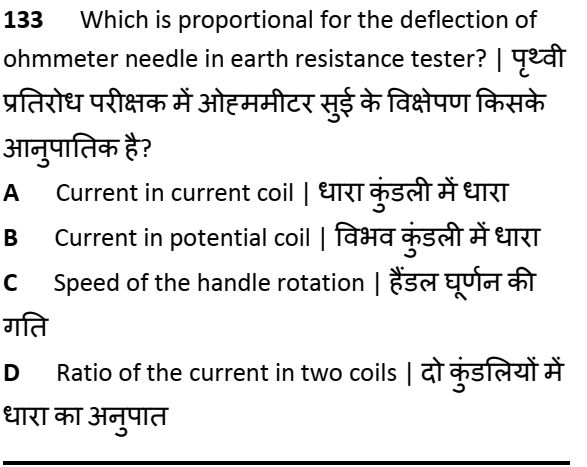 133 Which is proportional for the deflection of
ohmmeter needle in earth resistance tester? | पृथ्वी
प्रतिरोध परीक्षक में ओहममीटर सुई के विक्षेपण किसके
आनुपातिक है?
A Current in current coil | धारा कुंडली में धारा
B Current in potential coil | विभव कुंडली में धारा
C Speed of the handle rotation | हैंडल घूर्णन की
गति
D Ratio of the current in two coils | दो कुंडलियों में
धारा का अनुपात